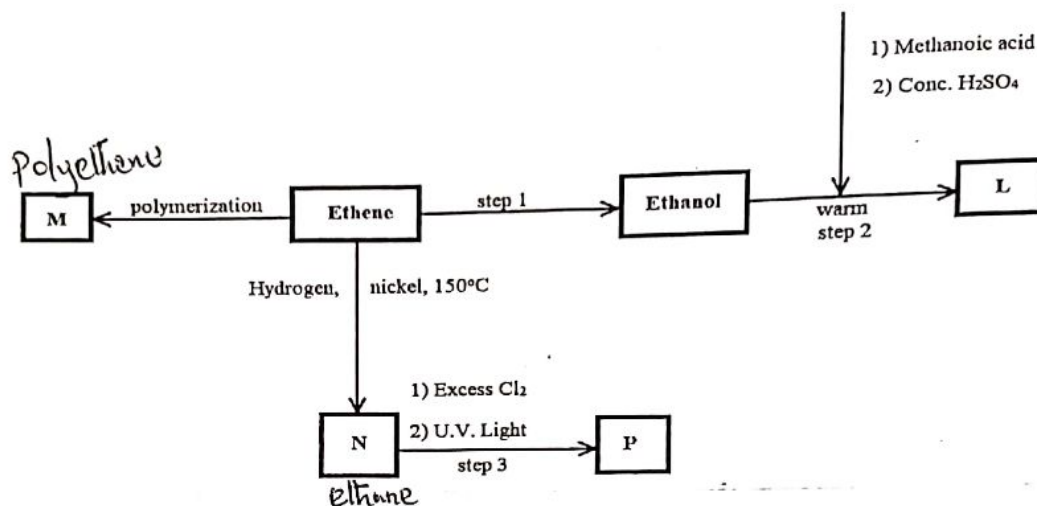 1) Methanoic acid
2) Conc. H₂SO₄
Polyethene
M
polymerization
Ethene
step 1
Ethanol
warm
step 2
L
Hydrogen, nickel, 150°C
1) Excess Cl₂
2) U.V. Light
step 3
N
P
ethane